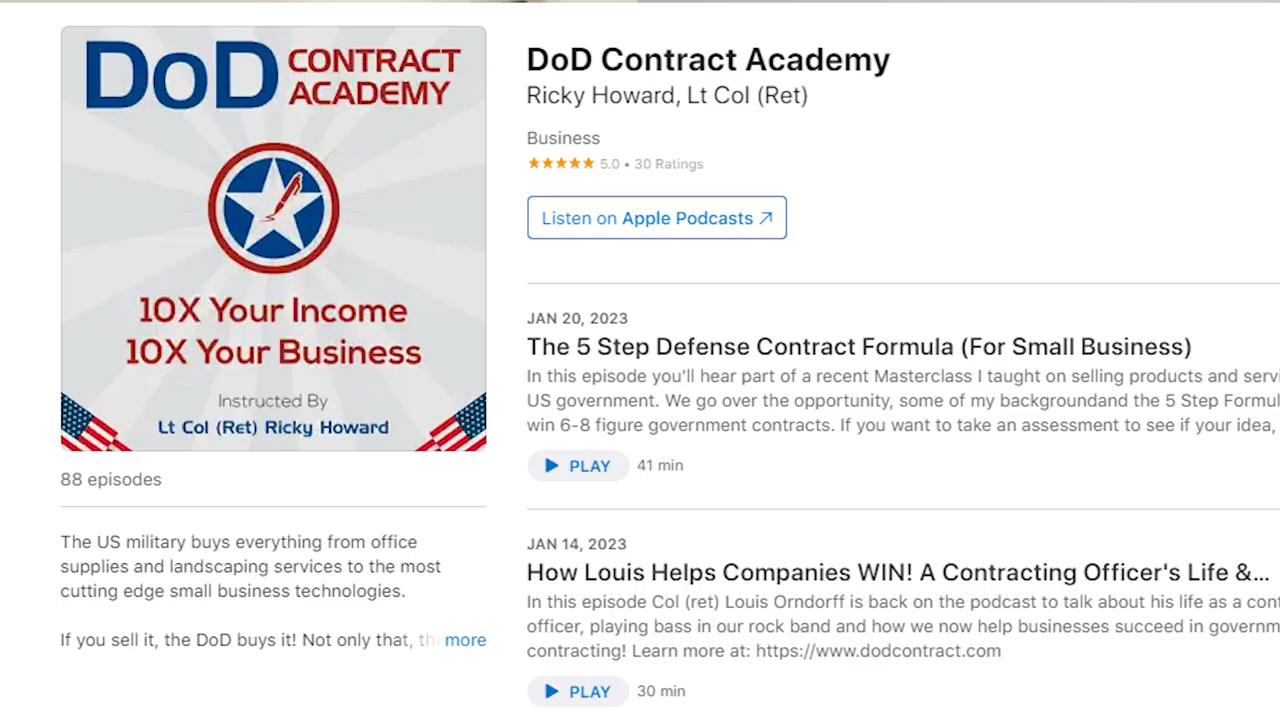 DoD CONTRACT
ACADEMY
10X Your Income
10X Your Business
Instructed By
Lt Col (Ret) Ricky Howard
88 episodes
The US military buys everything from office
supplies and landscaping services to the most
cutting edge small business technologies.
If you sell it, the DoD buys it! Not only that, th more
DoD Contract Academy
Ricky Howard, Lt Col (Ret)
Business
★★★★★ 5.0 • 30 Ratings
Listen on Apple Podcasts ↗
JAN 20, 2023
The 5 Step Defense Contract Formula (For Small Business)
In this episode you'll hear part of a recent Masterclass I taught on selling products and servi
US government. We go over the opportunity, some of my backgroundand the 5 Step Formul
win 6-8 figure government contracts. If you want to take an assessment to see if your idea,
PLAY 41 min
JAN 14, 2023
How Louis Helps Companies WIN! A Contracting Officer's Life &...
In this episode Col (ret) Louis Orndorff is back on the podcast to talk about his life as a cont
officer, playing bass in our rock band and how we now help businesses succeed in governm
contracting! Learn more at: https://www.dodcontract.com
PLAY 30 min